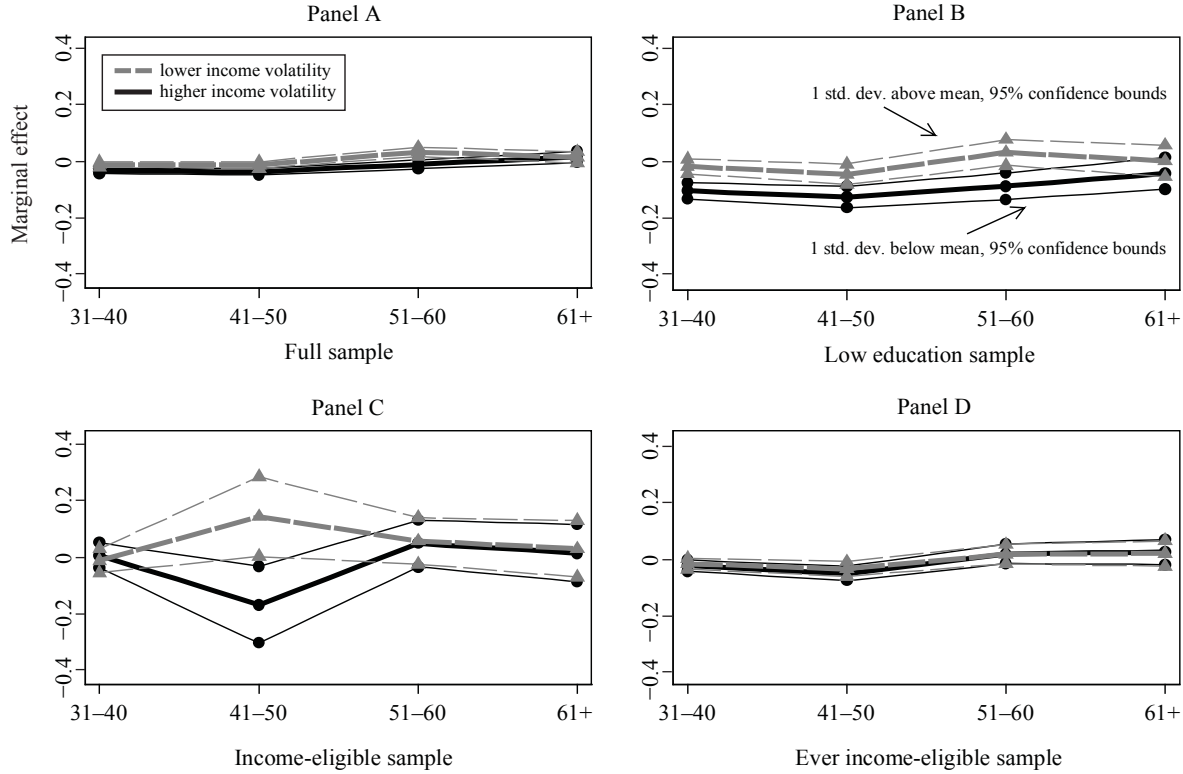 Panel A
0.4
0.2
0
−0.2
−0.4
Marginal effect
lower income volatility
higher income volatility
31–40
41–50
51–60
61+
Full sample
Panel B
0.4
0.2
0
−0.2
−0.4
1 std. dev. above mean, 95% confidence bounds
1 std. dev. below mean, 95% confidence bounds
31–40
41–50
51–60
61+
Low education sample
Panel C
0.4
0.2
0
−0.2
−0.4
31–40
41–50
51–60
61+
Income-eligible sample
Panel D
0.4
0.2
0
−0.2
−0.4
31–40
41–50
51–60
61+
Ever income-eligible sample